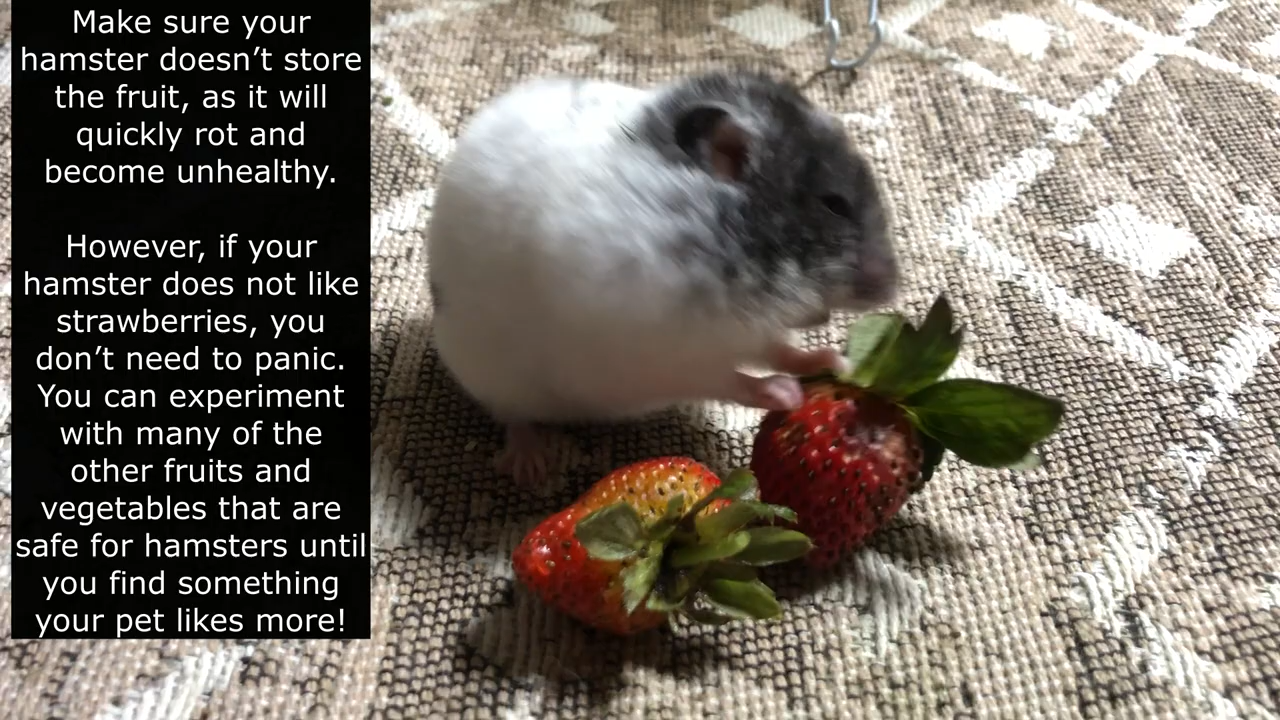 Make sure your
hamster doesn’t store
the fruit, as it will
quickly rot and
become unhealthy.
However, if your
hamster does not like
strawberries, you
don’t need to panic.
You can experiment
with many of the
other fruits and
vegetables that are
safe for hamsters until
you find something
your pet likes more!